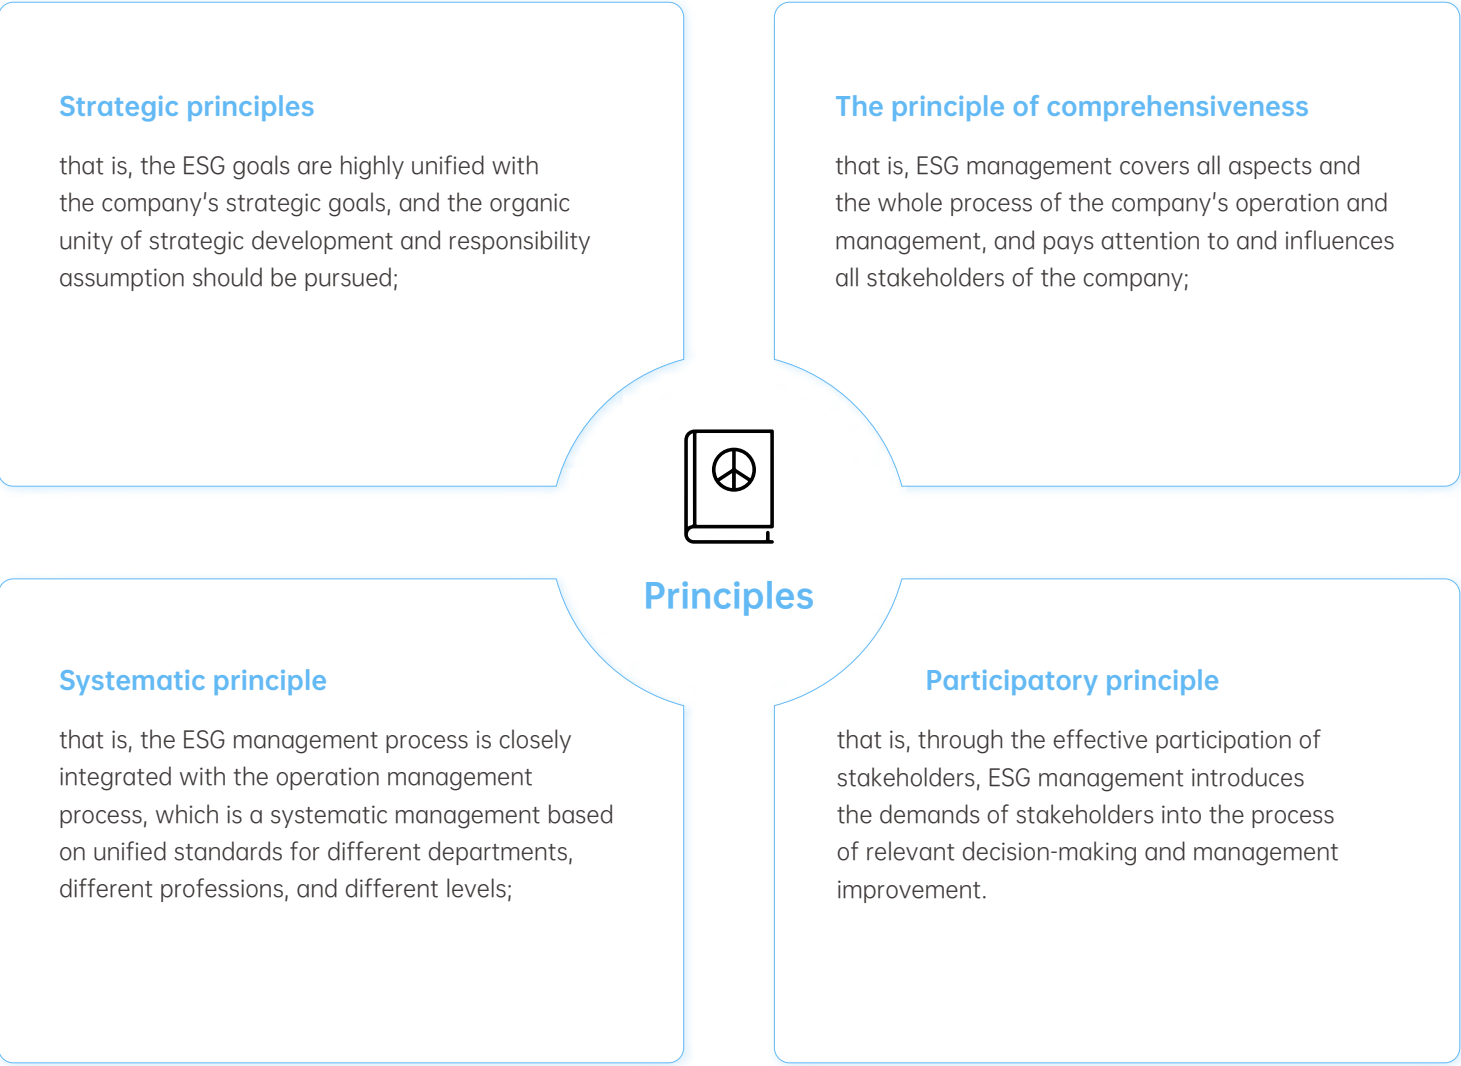 Strategic principles
that is, the ESG goals are highly unified with
the company's strategic goals, and the organic
unity of strategic development and responsibility
assumption should be pursued;
The principle of comprehensiveness
that is, ESG management covers all aspects and
the whole process of the company's operation and
management, and pays attention to and influences
all stakeholders of the company;
Principles
Systematic principle
that is, the ESG management process is closely
integrated with the operation management
process, which is a systematic management based
on unified standards for different departments,
different professions, and different levels;
Participatory principle
that is, through the effective participation of
stakeholders, ESG management introduces
the demands of stakeholders into the process
of relevant decision-making and management
improvement.